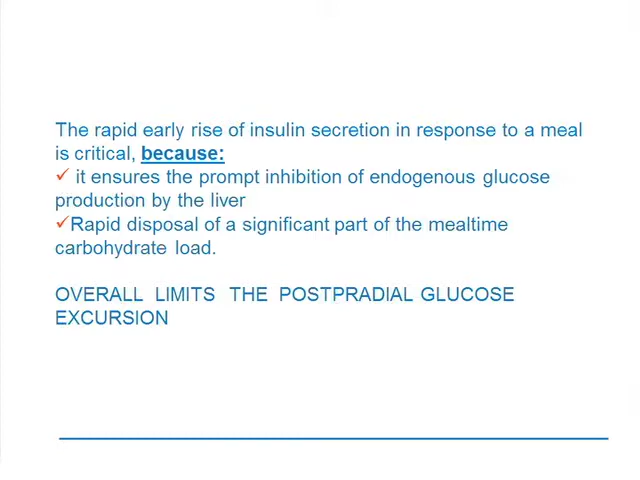 The rapid early rise of insulin secretion in response to a meal
is critical, because:
✓ it ensures the prompt inhibition of endogenous glucose
production by the liver
✓Rapid disposal of a significant part of the mealtime
carbohydrate load.
OVERALL LIMITS THE POSTPRADIAL GLUCOSE
EXCURSION